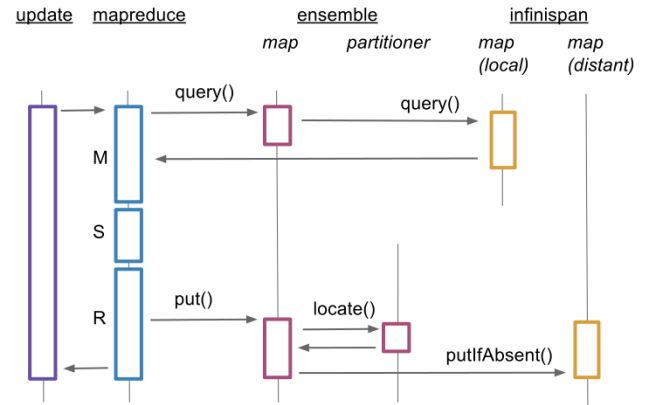 update mapreduce ensemble infinispan
map partitioner map (local) map (distant)
query()
query()
M
S
R
put()
locate()
putIfAbsent()